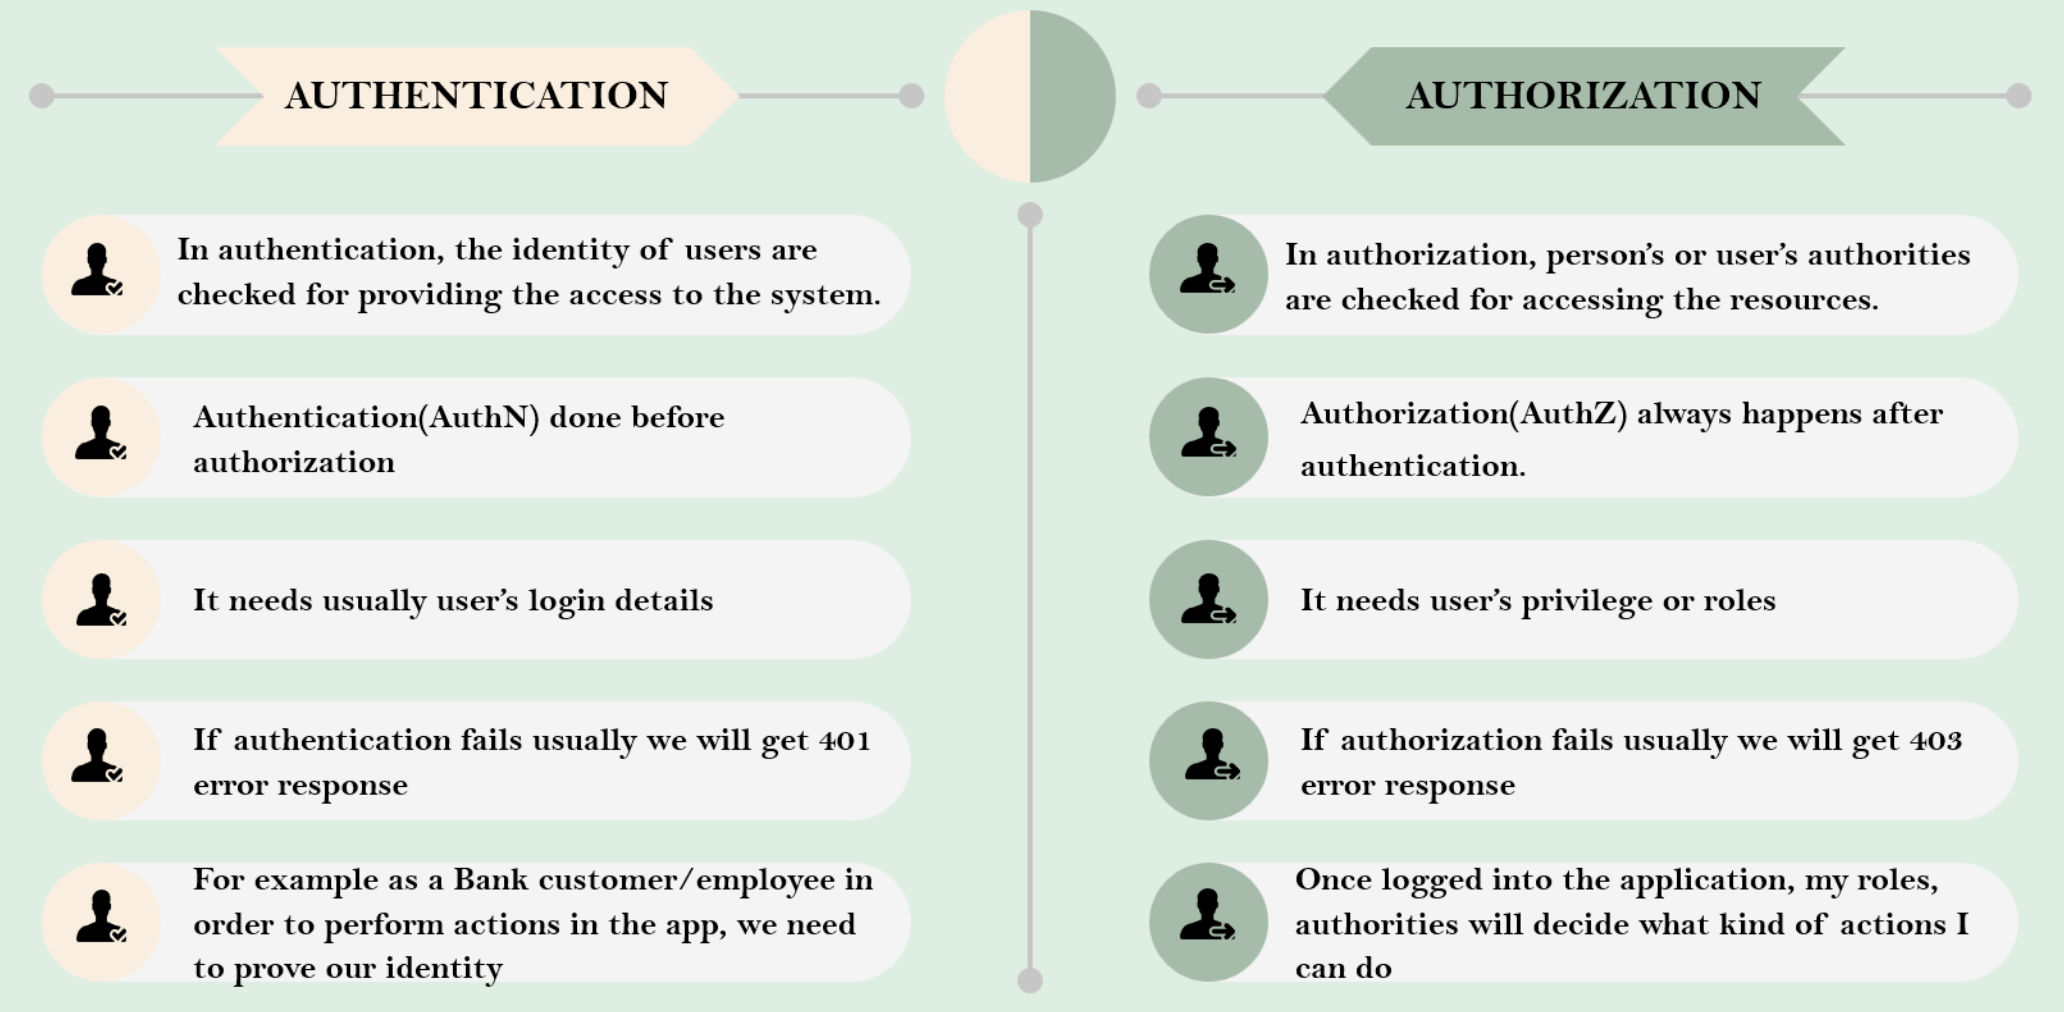 AUTHENTICATION
In authentication, the identity of users are
checked for providing the access to the system.
Authentication(AuthN) done before
authorization
It needs usually user's login details
If authentication fails usually we will get 401
error response
For example as a Bank customer/employee in
order to perform actions in the app, we need
to prove our identity
AUTHORIZATION
In authorization, person's or user's authorities
are checked for accessing the resources.
Authorization(AuthZ) always happens after
authentication.
It needs user's privilege or roles
If authorization fails usually we will get 403
error response
Once logged into the application, my roles,
authorities will decide what kind of actions I
can do